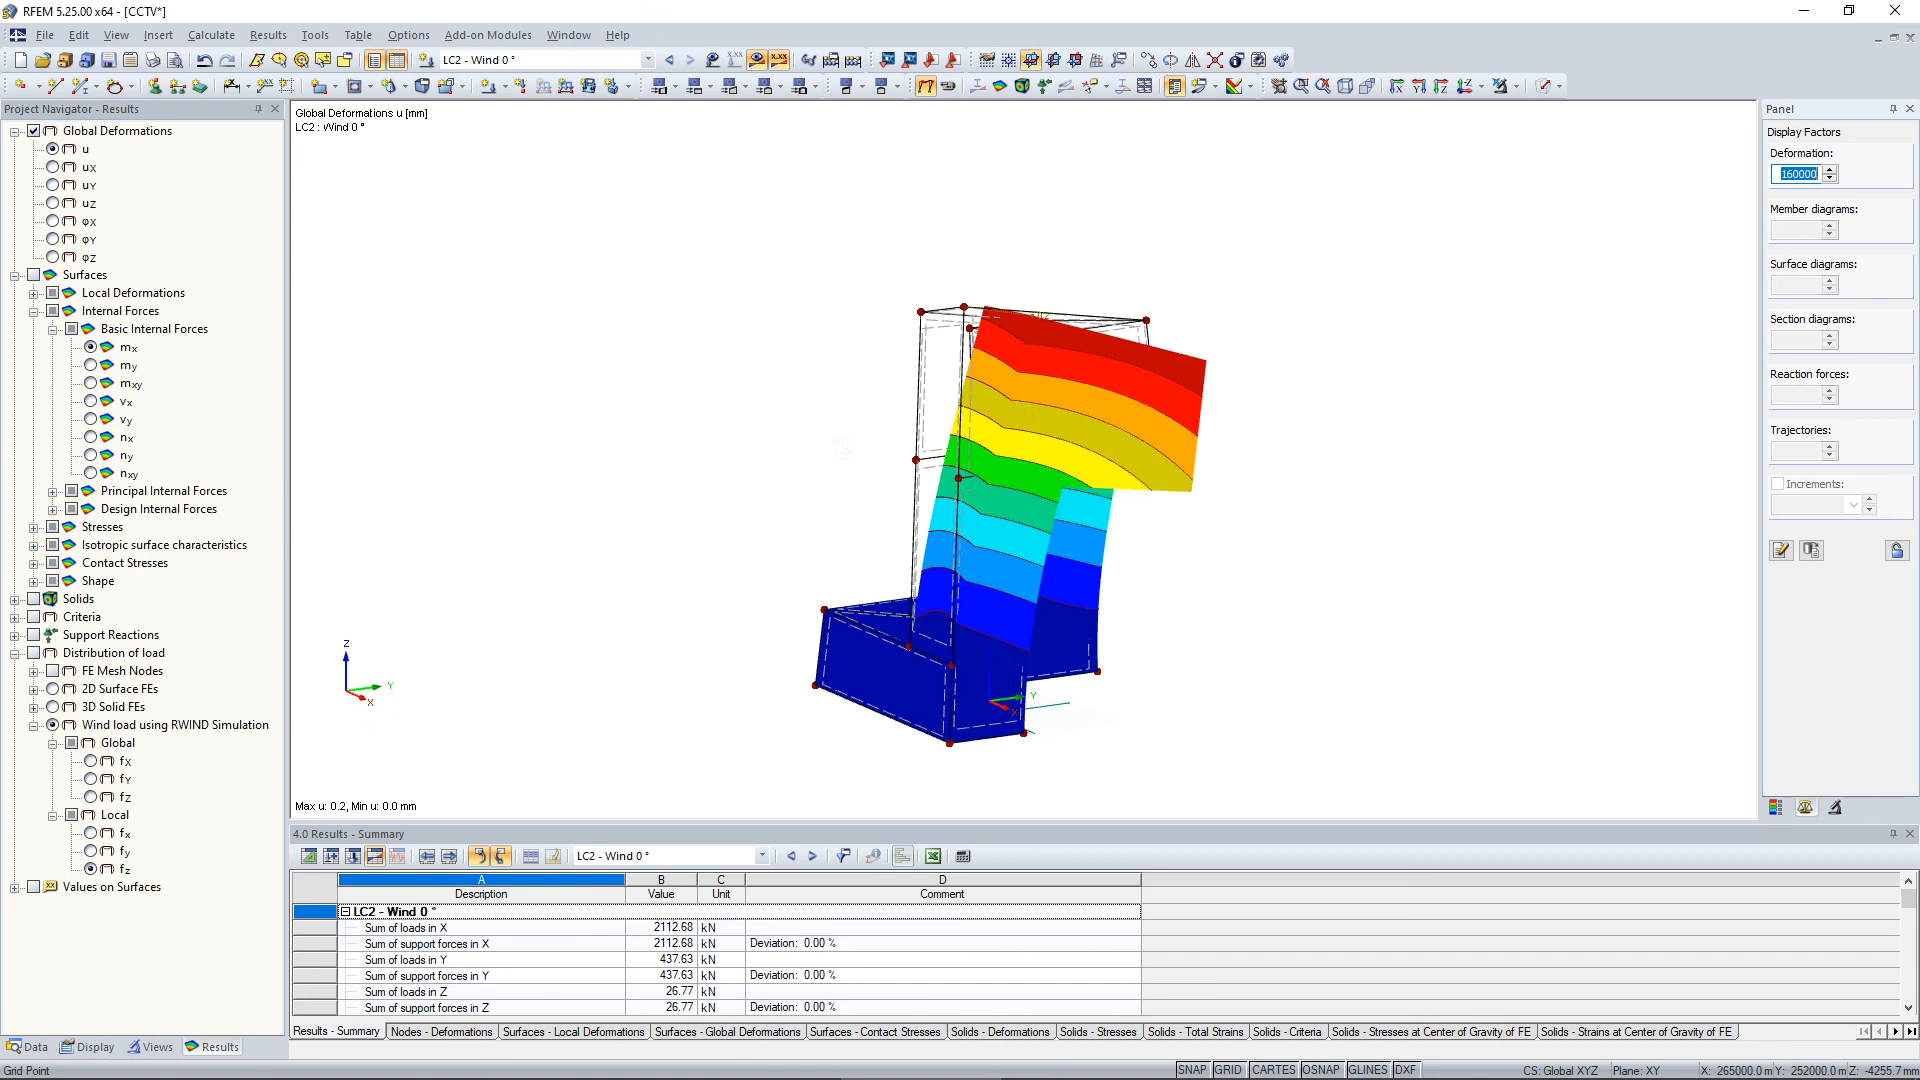 RFEM 5.25.00 x64 - [CCTV*]
File Edit View Insert Calculate Results Tools Table Options Add-on Modules Window Help
LC2 - Wind 0 °
Project Navigator - Results
Global Deformations
u
uX
uY
uZ
φX
φY
φZ
Surfaces
Local Deformations
Internal Forces
Basic Internal Forces
mx
my
mxy
vx
vy
nx
ny
nxy
Principal Internal Forces
Design Internal Forces
Stresses
Isotropic surface characteristics
Contact Stresses
Shape
Solids
Criteria
Support Reactions
Distribution of load
FE Mesh Nodes
2D Surface FEs
3D Solid FEs
Wind load using RWIND Simulation
Global
fX
fY
fZ
Local
fx
fy
fz
Values on Surfaces
Data Display Views Results
Global Deformations u [mm]
LC2 : Wind 0 °
Z
Y
X
Y
X
Max u: 0.2, Min u: 0.0 mm
Panel
Display Factors
Deformation:
160000
Member diagrams:
Surface diagrams:
Section diagrams:
Reaction forces:
Trajectories:
Increments:
4.0 Results - Summary
LC2 - Wind 0 °
A B C D
Description Value Unit Comment
LC2 - Wind 0 °
Sum of loads in X 2112.68 kN
Sum of support forces in X 2112.68 kN Deviation: 0.00 %
Sum of loads in Y 437.63 kN
Sum of support forces in Y 437.63 kN Deviation: 0.00 %
Sum of loads in Z 26.77 kN
Sum of support forces in Z 26.77 kN Deviation: 0.00 %
Results - Summary Nodes - Deformations Surfaces - Local Deformations Surfaces - Global Deformations Surfaces - Contact Stresses Solids - Deformations Solids - Stresses Solids - Total Strains Solids - Criteria Solids - Stresses at Center of Gravity of FE Solids - Strains at Center of Gravity of FE
Grid Point SNAP GRID CARTES OSNAP GLINES DXF CS: Global XYZ Plane: XY X: 265000.0 m Y: 252000.0 m Z: -4255.7 mm